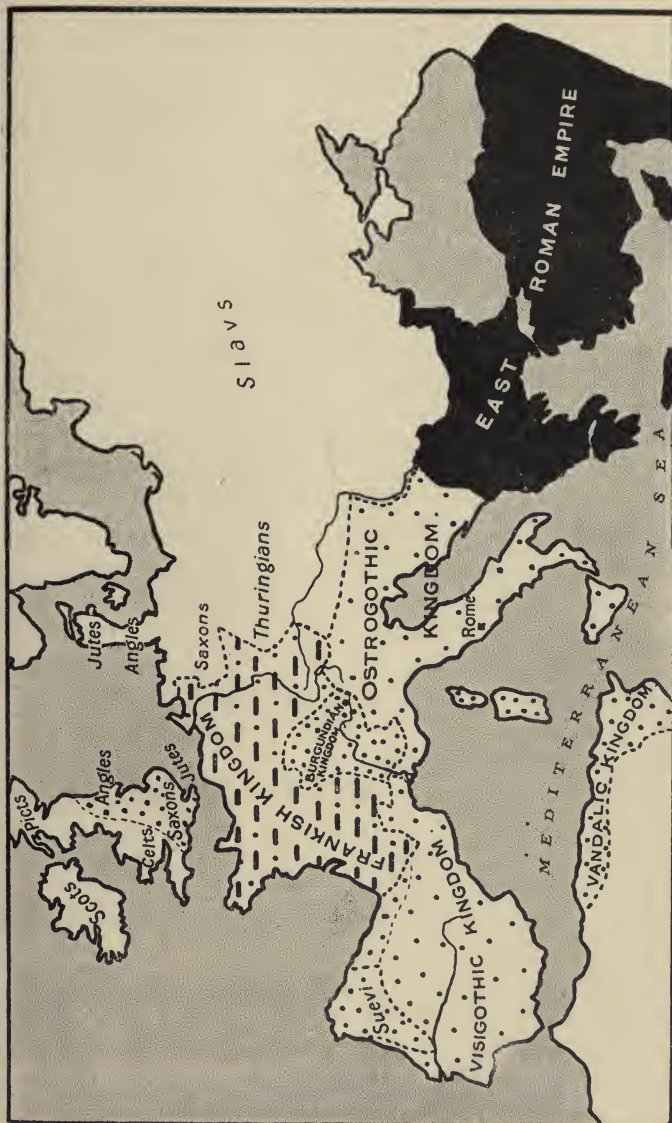 Scots
Picts
Angles
Celts
Saxons
Jutes
Jutes
Angles
Saxons
Thuringians
Slavs
FRANKISH KINGDOM
BURGUNDIAN
KINGDOM
OSTROGOTHIC
KINGDOM
Rome
EAST ROMAN EMPIRE
Suevi
VISIGOTHIC KINGDOM
VANDALIC KINGDOM
MEDITERRANEAN SEA